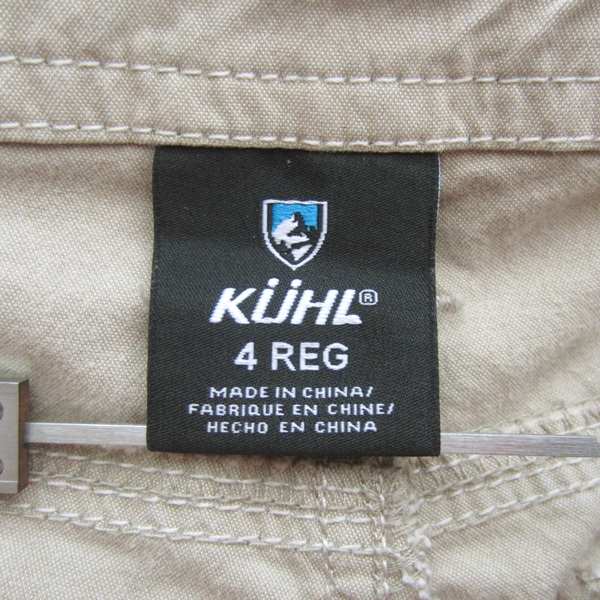 KÜHL®
4 REG
MADE IN CHINA/
FABRIQUE EN CHINE/
HECHO EN CHINA